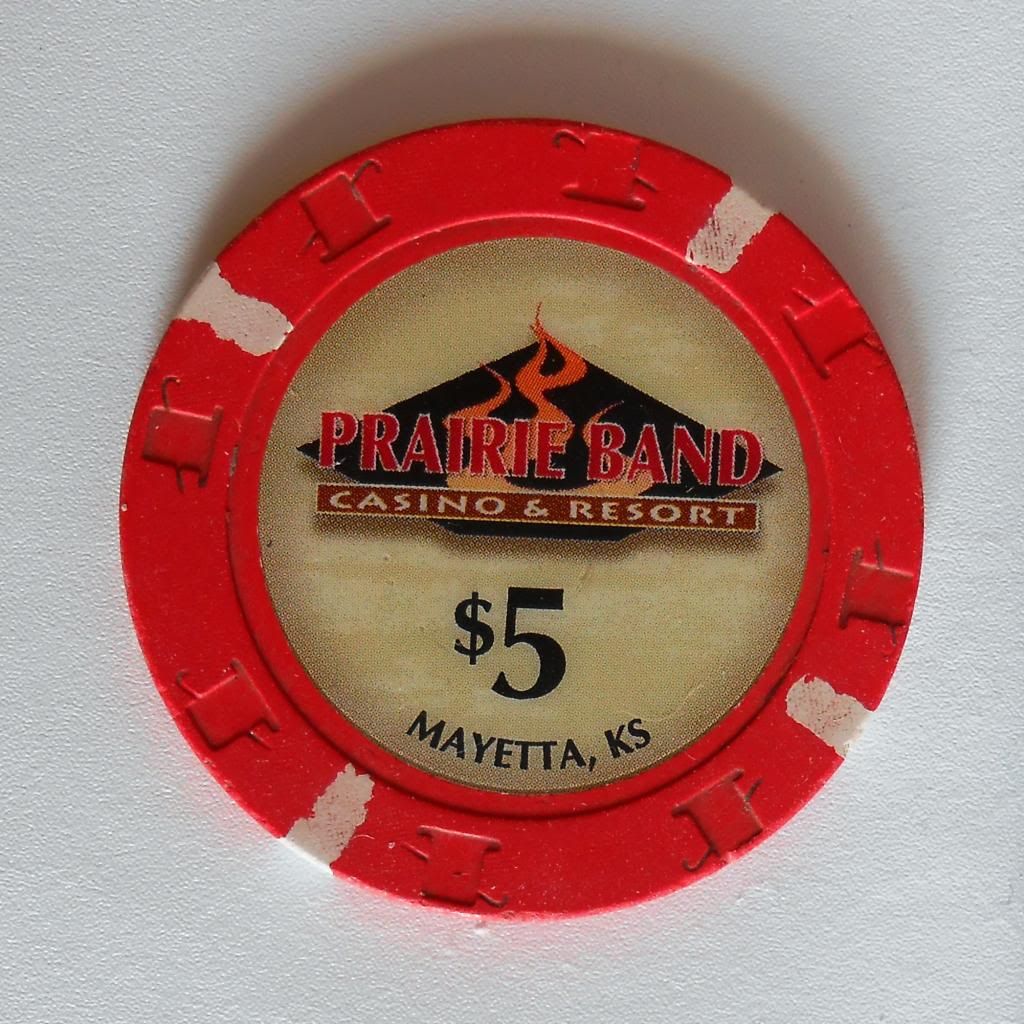 PRAIRIE BAND
CASINO & RESORT
$5
MAYETTA, KS